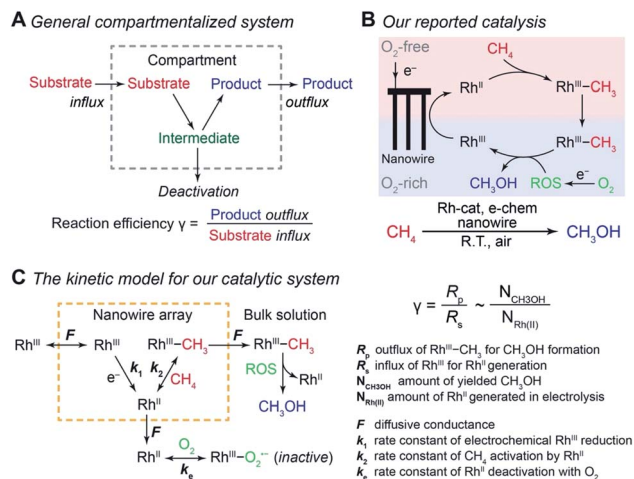 A General compartmentalized system
Compartment
Substrate
influx
Substrate
Product
Product
outflux
Intermediate
Deactivation
Reaction efficiency γ = Product outflux
Substrate influx
B Our reported catalysis
O2-free
e−
CH4
RhII
RhIII−CH3
Nanowire
RhIII
RhIII−CH3
O2-rich
CH3OH
ROS
e−
O2
CH4
Rh-cat, e-chem
nanowire
R.T., air
CH3OH
C The kinetic model for our catalytic system
Nanowire array
Bulk solution
RhIII
F
RhIII
RhIII−CH3
F
RhIII−CH3
e−
k1
k2
CH4
ROS
RhII
RhII
CH3OH
F
RhII
O2
ke
RhIII−O2•− (inactive)
γ = Rp ~ NCH3OH
Rs NRh(II)
Rp outflux of RhIII−CH3 for CH3OH formation
Rs influx of RhIII for RhII generation
NCH3OH amount of yielded CH3OH
NRh(II) amount of RhII generated in electrolysis
F diffusive conductance
k1 rate constant of electrochemical RhIII reduction
k2 rate constant of CH4 activation by RhII
ke rate constant of RhII deactivation with O2